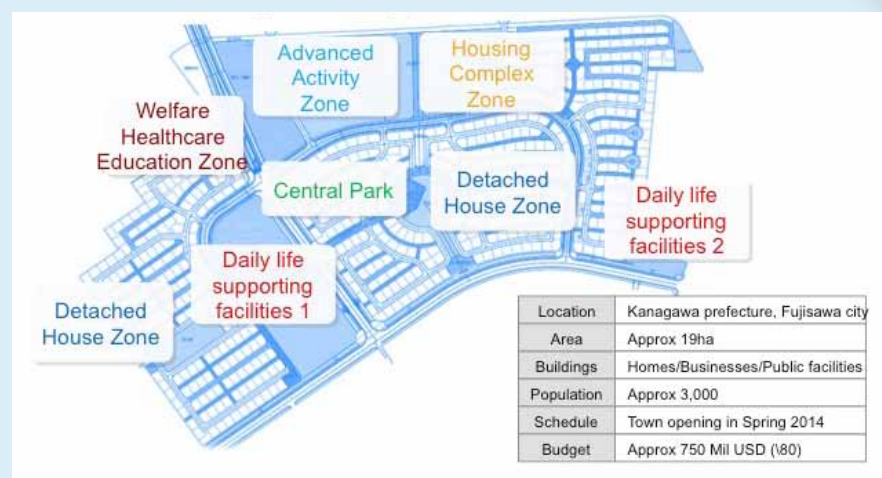 Advanced
Activity
Zone
Housing
Complex
Zone
Welfare
Healthcare
Education Zone
Central Park
Detached
House Zone
Daily life
supporting
facilities 2
Daily life
supporting
facilities 1
Detached
House Zone
Location Kanagawa prefecture, Fujisawa city
Area Approx 19ha
Buildings Homes/Businesses/Public facilities
Population Approx 3,000
Schedule Town opening in Spring 2014
Budget Approx 750 Mil USD (\80)